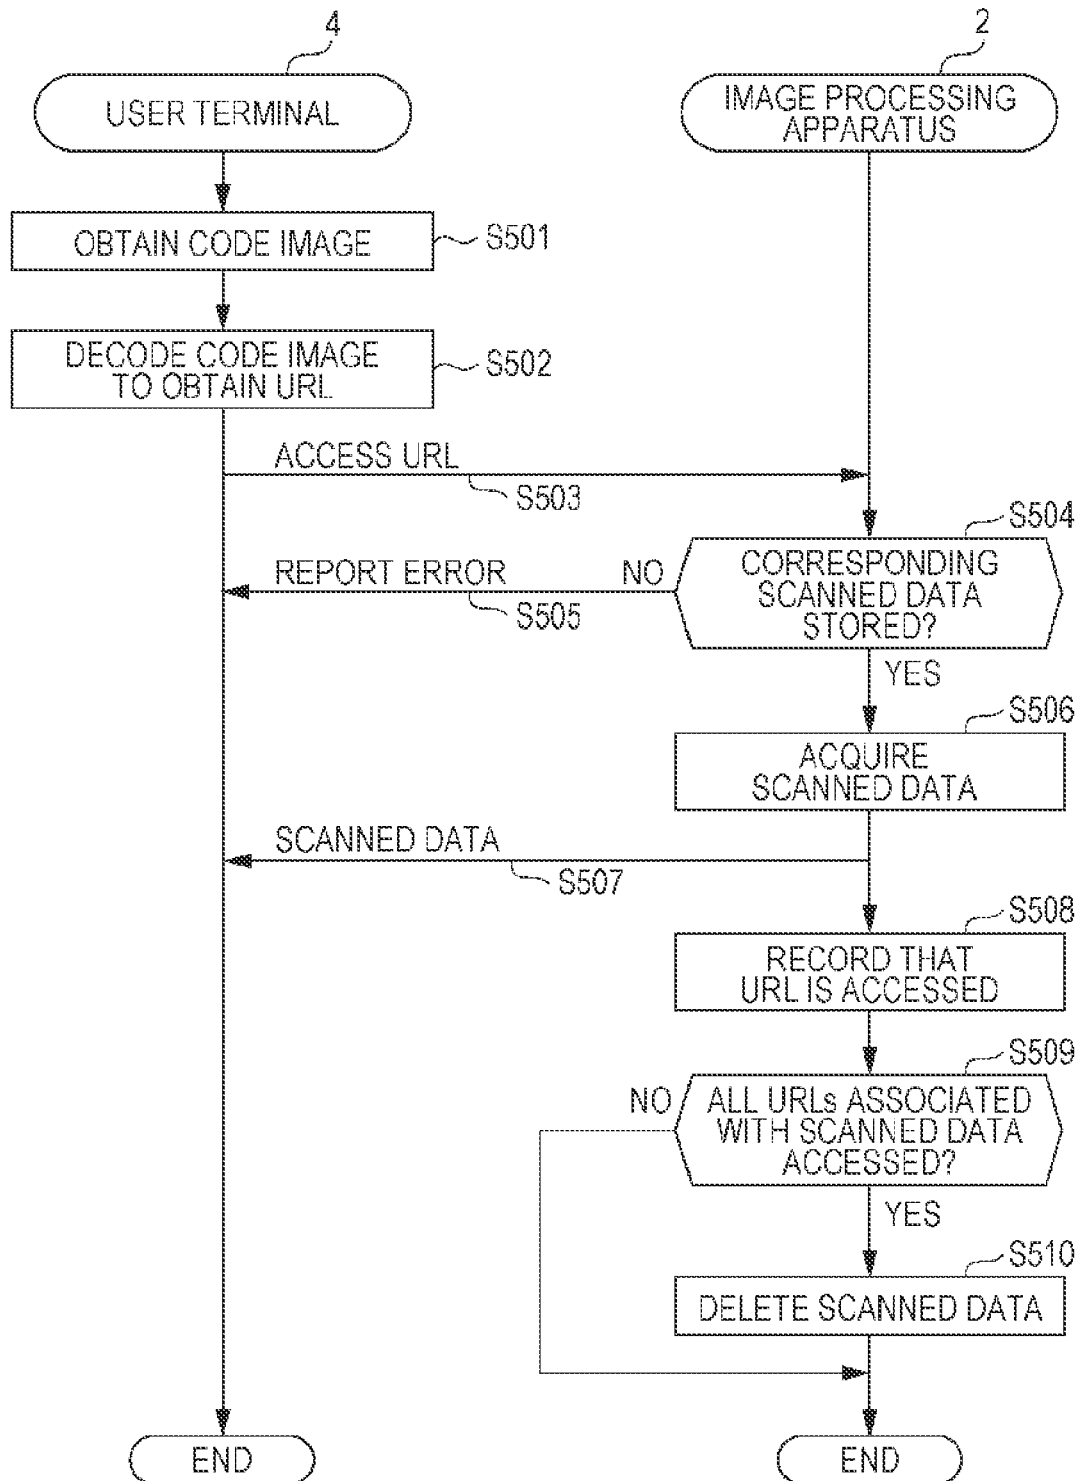 4
2
USER TERMINAL
IMAGE PROCESSING
APPARATUS
OBTAIN CODE IMAGE
S501
DECODE CODE IMAGE
TO OBTAIN URL
S502
ACCESS URL
S503
S504
CORRESPONDING
SCANNED DATA
STORED?
NO
REPORT ERROR
S505
YES
S506
ACQUIRE
SCANNED DATA
SCANNED DATA
S507
S508
RECORD THAT
URL IS ACCESSED
S509
NO
ALL URLs ASSOCIATED
WITH SCANNED DATA
ACCESSED?
YES
S510
DELETE SCANNED DATA
END
END